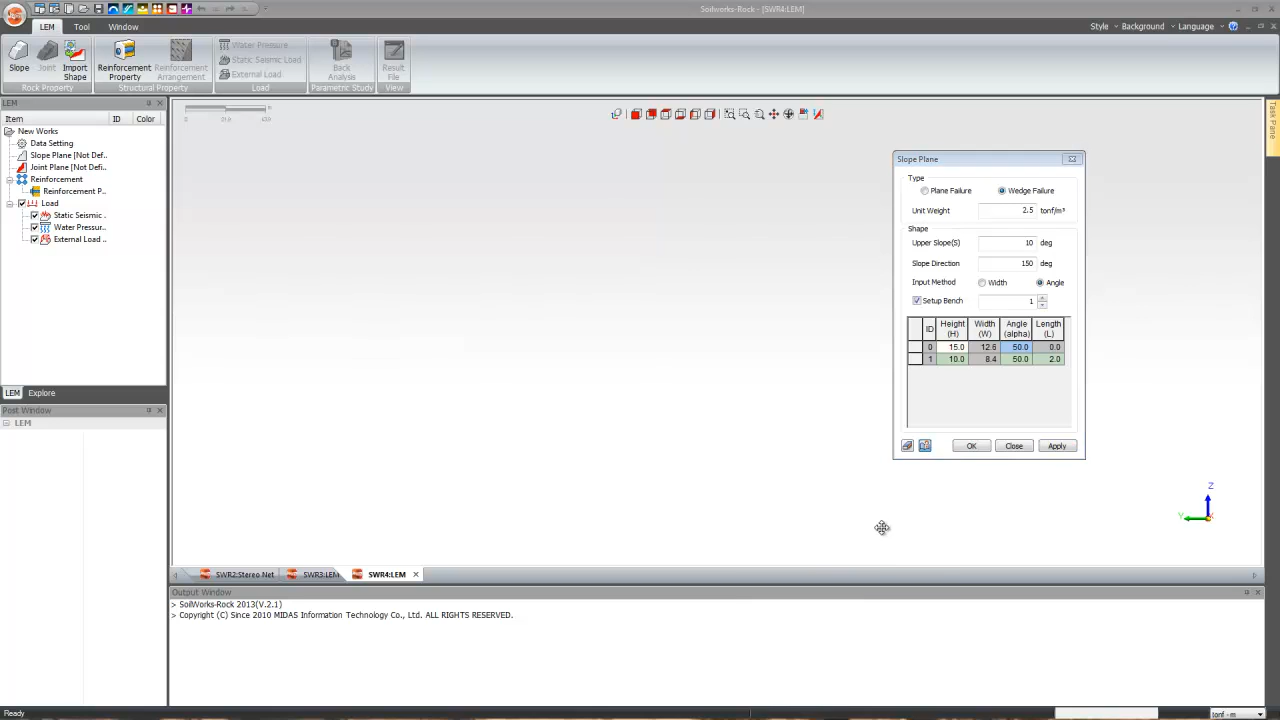 Soilworks-Rock - [SWR4:LEM]
LEM Tool Window
Style Background Language
Slope Joint Import Shape
Rock Property
Reinforcement Property Reinforcement Arrangement
Structural Property
Water Pressure
Static Seismic Load
External Load
Load
Back Analysis
Parametric Study
Result File
View
LEM
Item ID Color
New Works
Data Setting
Slope Plane [Not Def..
Joint Plane [Not Defi..
Reinforcement
Reinforcement P..
Load
Static Seismic ..
Water Pressur..
External Load ..
LEM Explore
Post Window
LEM
Slope Plane
Type
Plane Failure Wedge Failure
Unit Weight 2.5 tonf/m³
Shape
Upper Slope(S) 10 deg
Slope Direction 150 deg
Input Method Width Angle
Setup Bench 1
ID Height (H) Width (W) Angle (alpha) Length (L)
0 15.0 12.6 50.0 0.0
1 10.0 8.4 50.0 2.0
OK Close Apply
Z
Y
X
SWR2:Stereo Net SWR3:LEM SWR4:LEM
Output Window
> SoilWorks-Rock 2013(V.2.1)
> Copyright (C) Since 2010 MIDAS Information Technology Co., Ltd. ALL RIGHTS RESERVED.
Task Pane
Ready
tonf - m